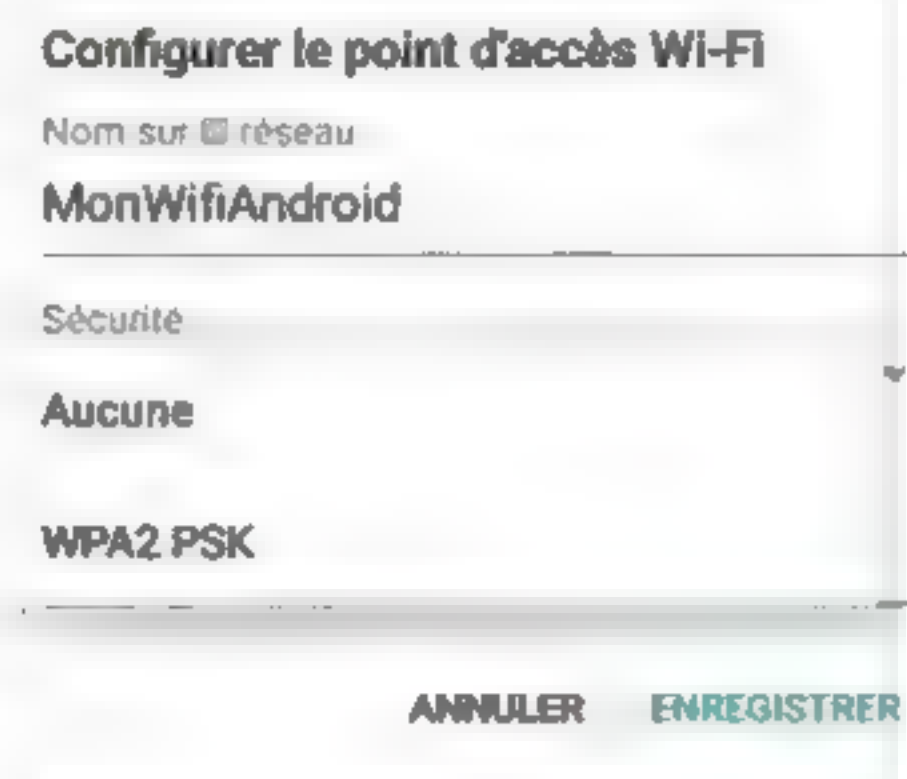 Configurer le point d'accès Wi-Fi
Nom sur réseau
MonWifiAndroid
Sécurité
Aucune
WPA2 PSK
ANNULER ENREGISTRER